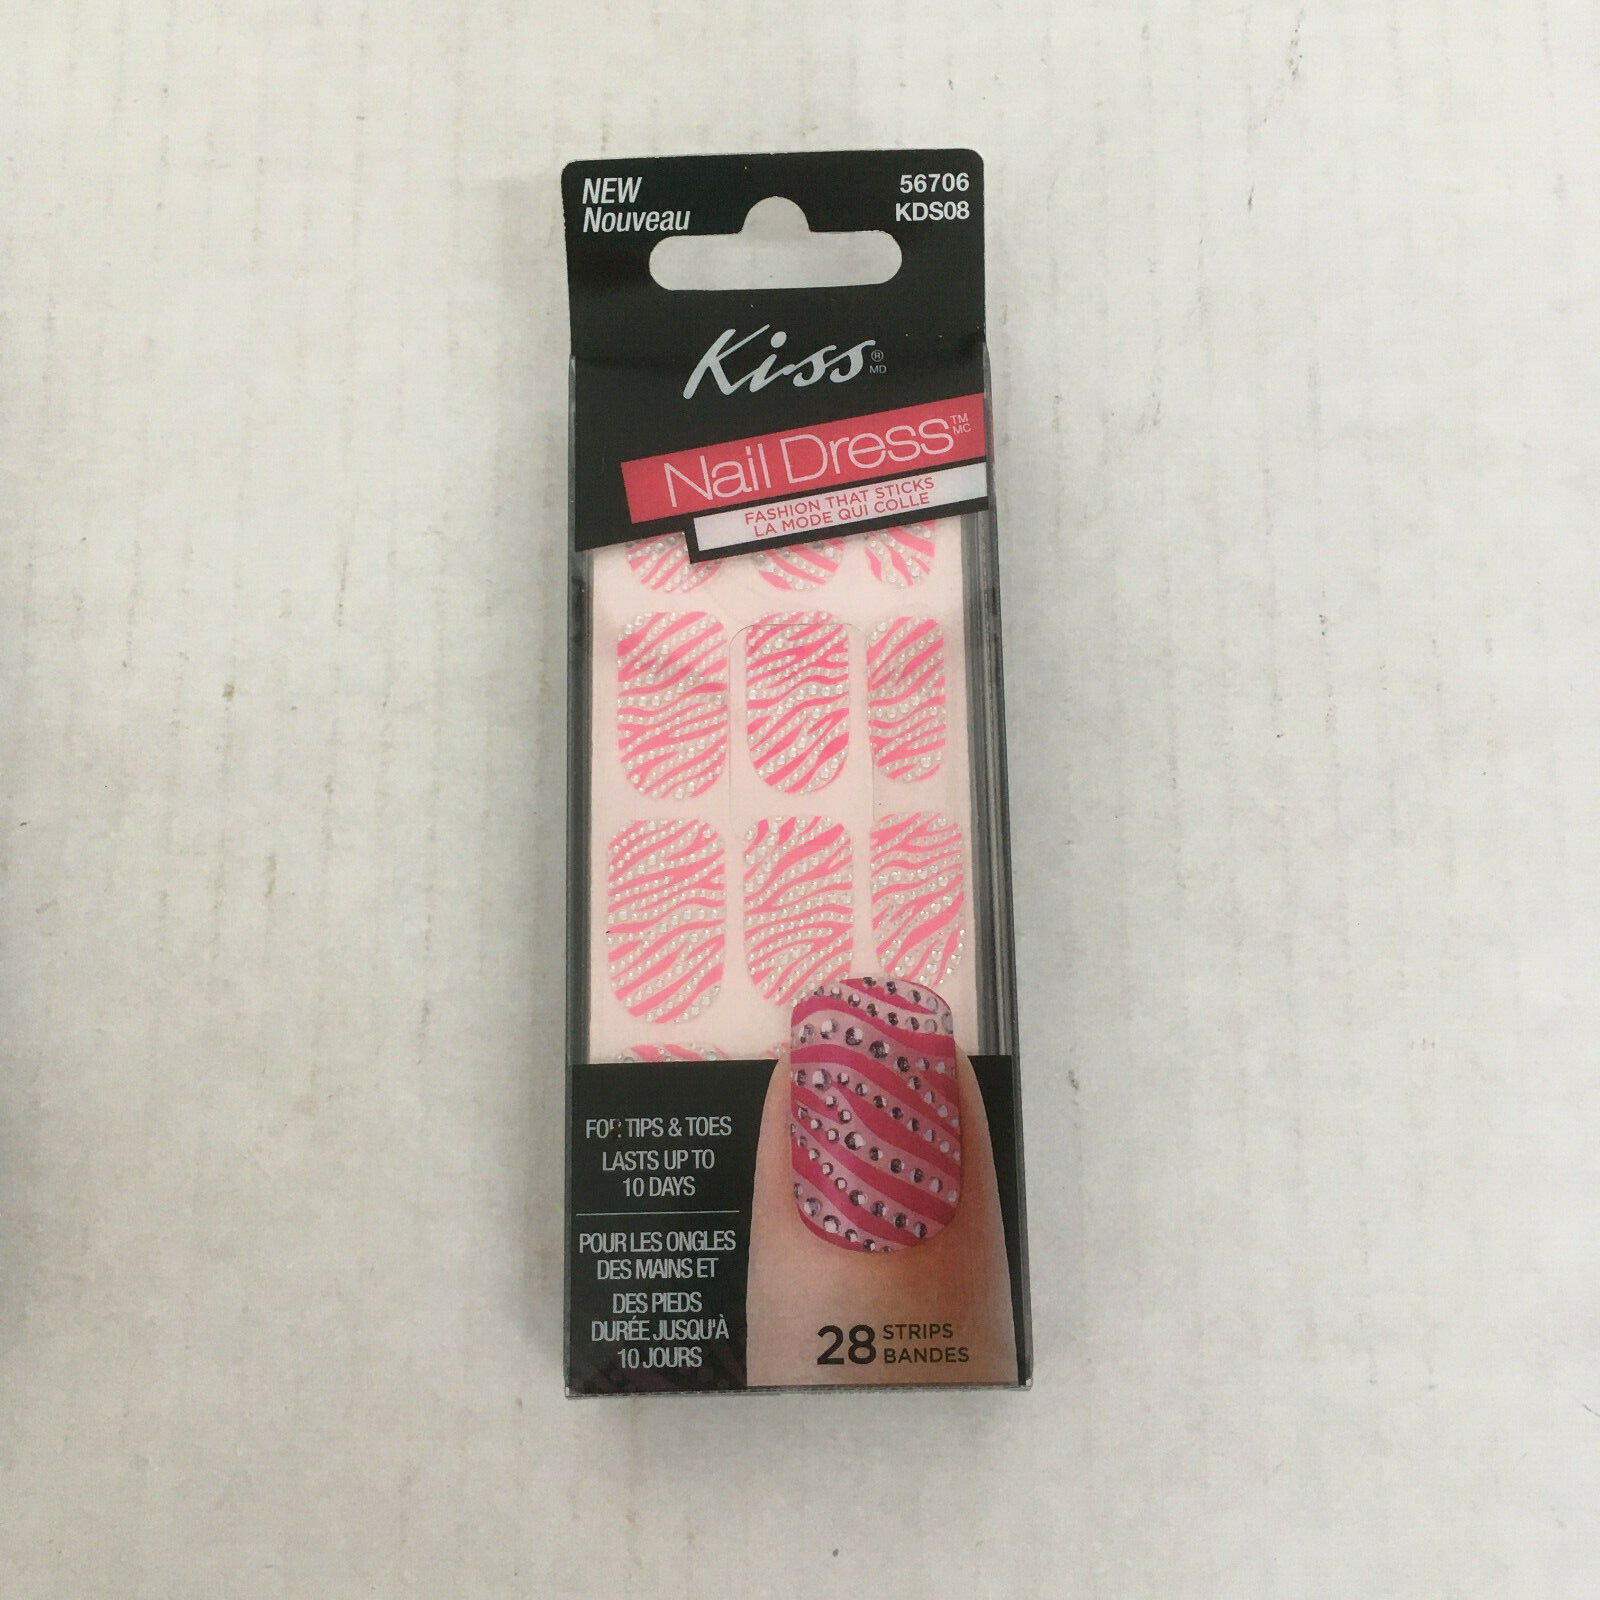 NEW
Nouveau
56706
KDS08
Kiss®
MD
Nail Dress™
MC
FASHION THAT STICKS
LA MODE QUI COLLE
FOR TIPS & TOES
LASTS UP TO
10 DAYS
POUR LES ONGLES
DES MAINS ET
DES PIEDS
DURÉE JUSQU'À
10 JOURS
28 STRIPS
BANDES